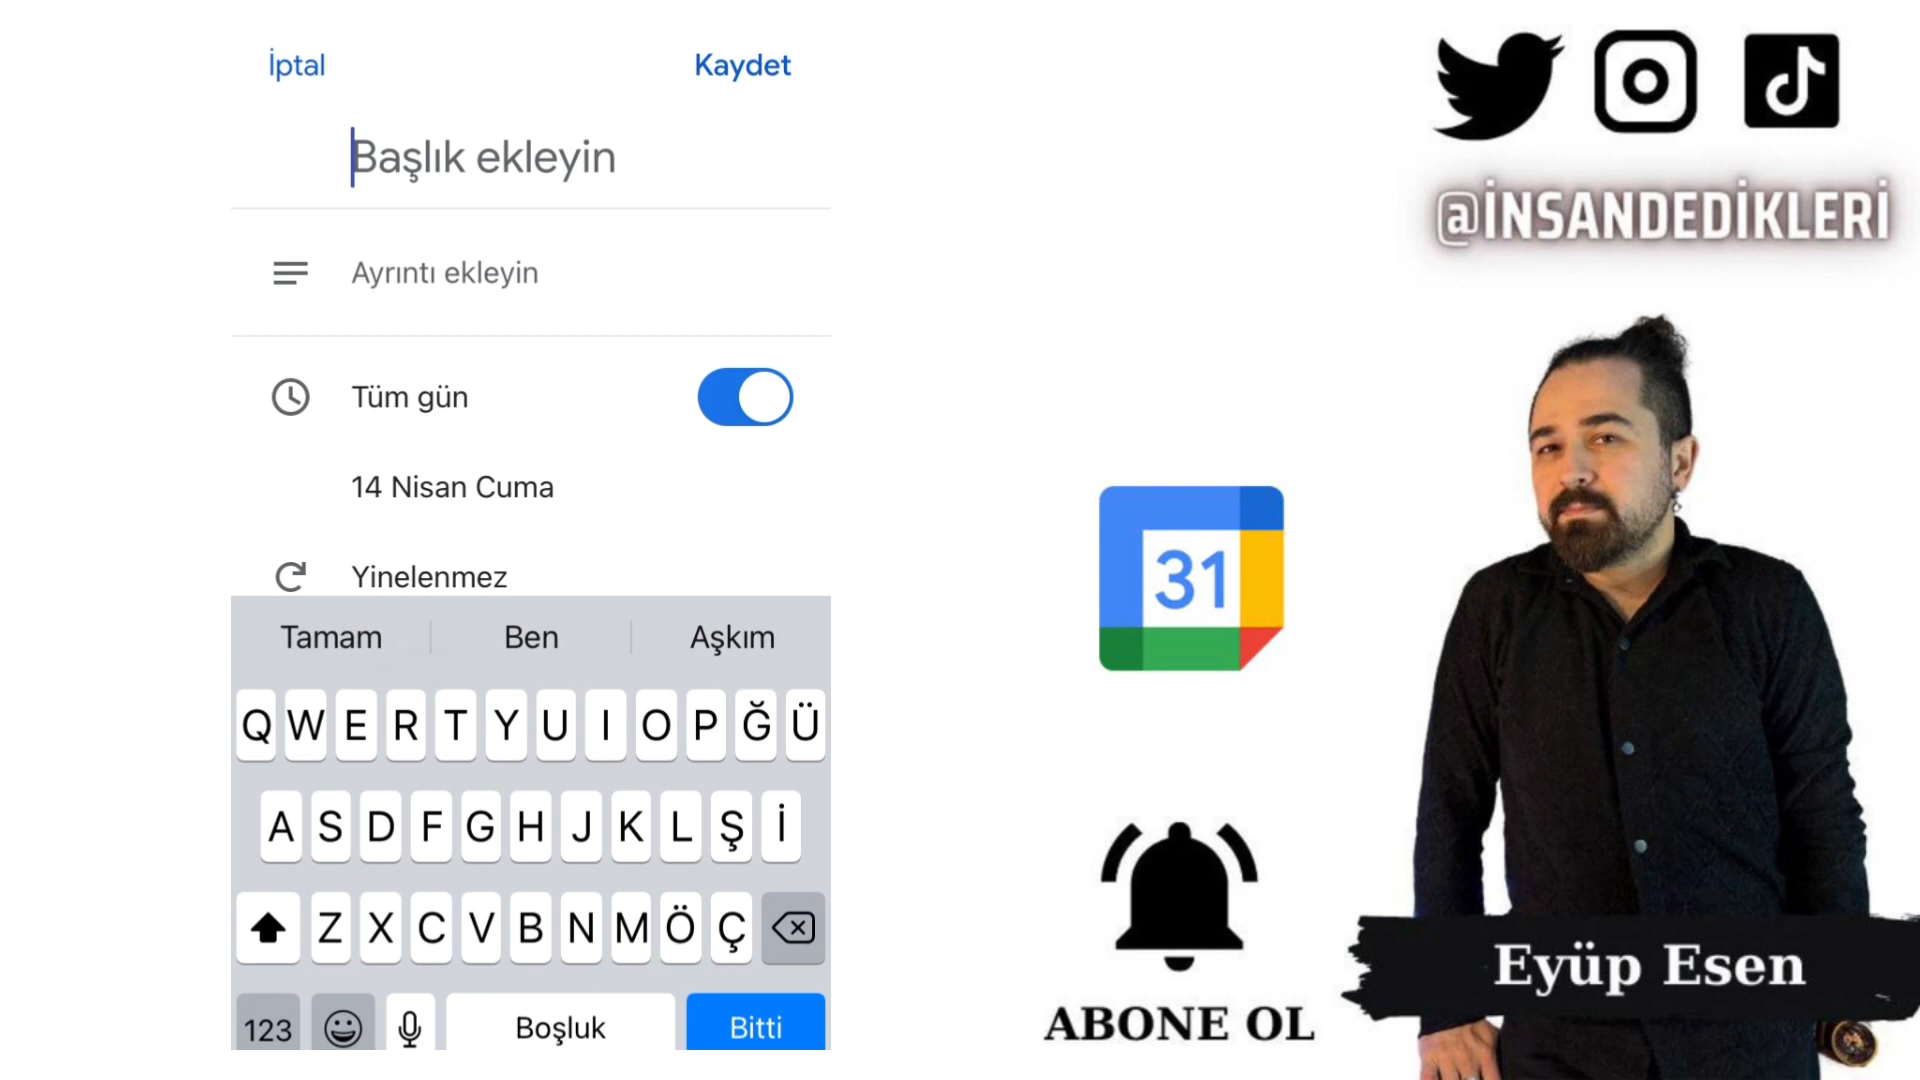 İptal
Kaydet
Başlık ekleyin
Ayrıntı ekleyin
Tüm gün
14 Nisan Cuma
Yinelenmez
Tamam
Ben
Aşkım
Q W E R T Y U I O P Ğ Ü
A S D F G H J K L Ş İ
Z X C V B N M Ö Ç
123
Boşluk
Bitti
@İNSANDEDİKLERİ
31
ABONE OL
Eyüp Esen